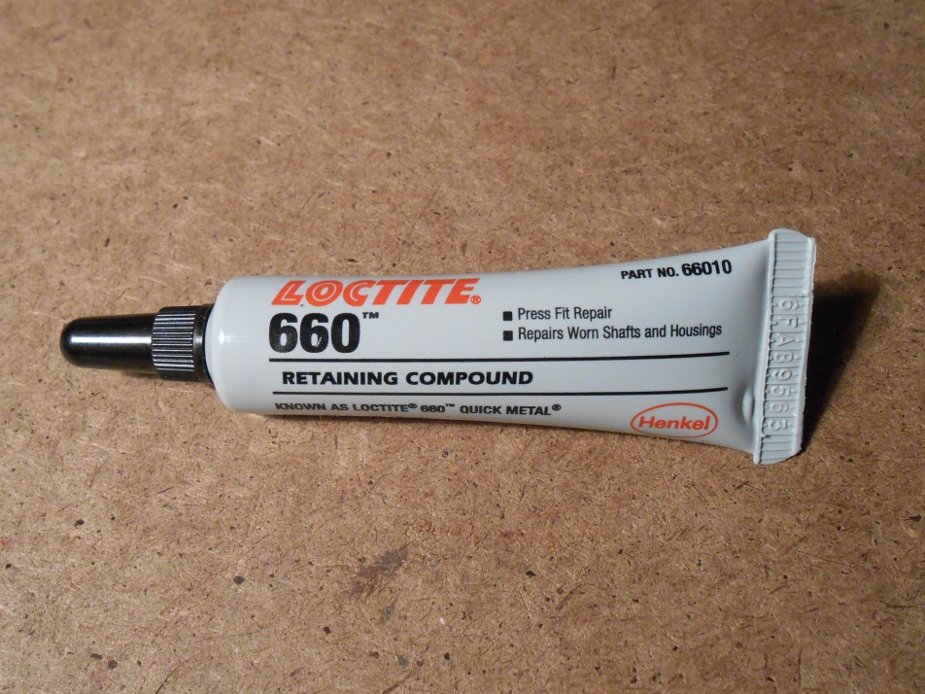 LOCTITE®
660™
■ Press Fit Repair
■ Repairs Worn Shafts and Housings
PART NO. 66010
RETAINING COMPOUND
KNOWN AS LOCTITE® 660™ QUICK METAL®
Henkel